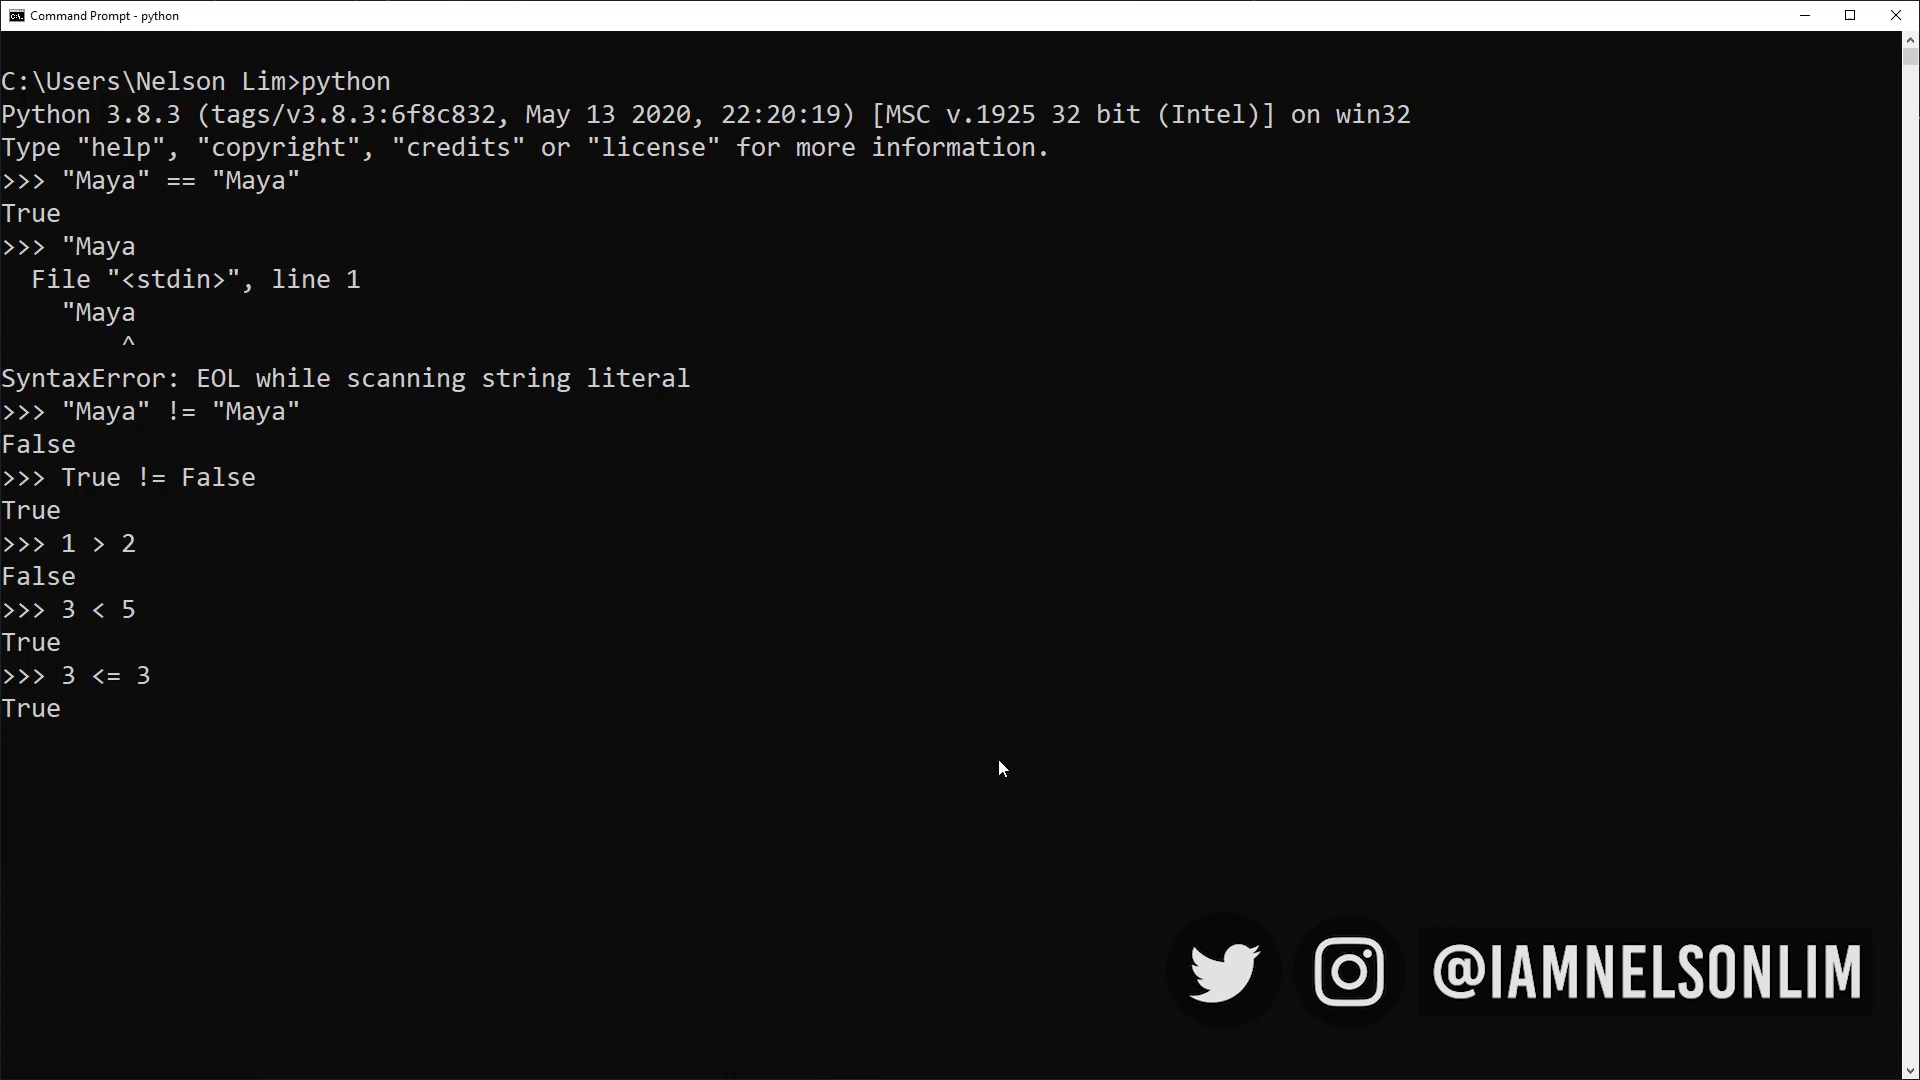 Command Prompt - python
C:\Users\Nelson Lim>python
Python 3.8.3 (tags/v3.8.3:6f8c832, May 13 2020, 22:20:19) [MSC v.1925 32 bit (Intel)] on win32
Type "help", "copyright", "credits" or "license" for more information.
>>> "Maya" == "Maya"
True
>>> "Maya
  File "<stdin>", line 1
    "Maya
        ^
SyntaxError: EOL while scanning string literal
>>> "Maya" != "Maya"
False
>>> True != False
True
>>> 1 > 2
False
>>> 3 < 5
True
>>> 3 <= 3
True
@IAMNELSONLIM